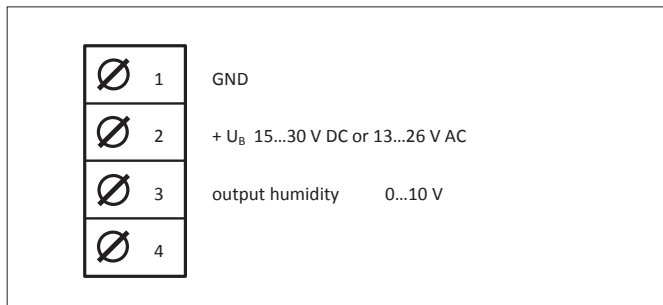 1 GND
2 + U_B 15...30 V DC or 13...26 V AC
3 output humidity 0...10 V
4